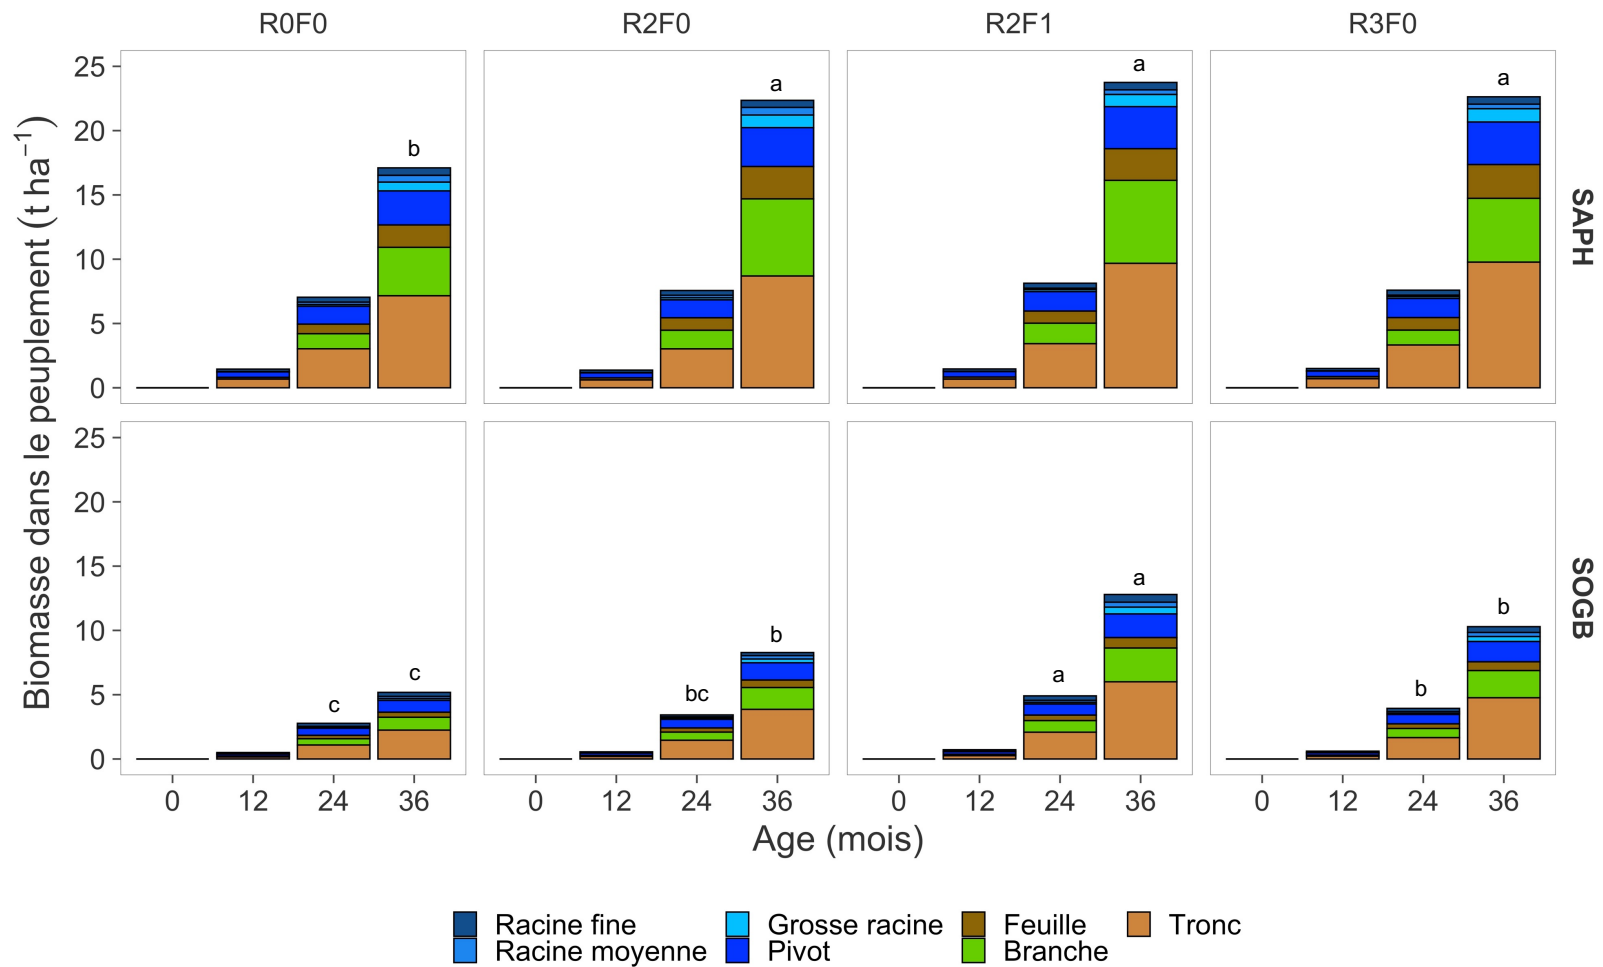 R0F0 R2F0 R2F1 R3F0
Biomasse dans le peuplement (t ha⁻¹)
25
20
15
10
5
0
b
a
a
a
SAPH
25
20
15
10
5
0
c
c
bc
b
a
a
b
b
SOGB
0 12 24 36 0 12 24 36 0 12 24 36 0 12 24 36
Age (mois)
Racine fine Grosse racine Feuille Tronc
Racine moyenne Pivot Branche